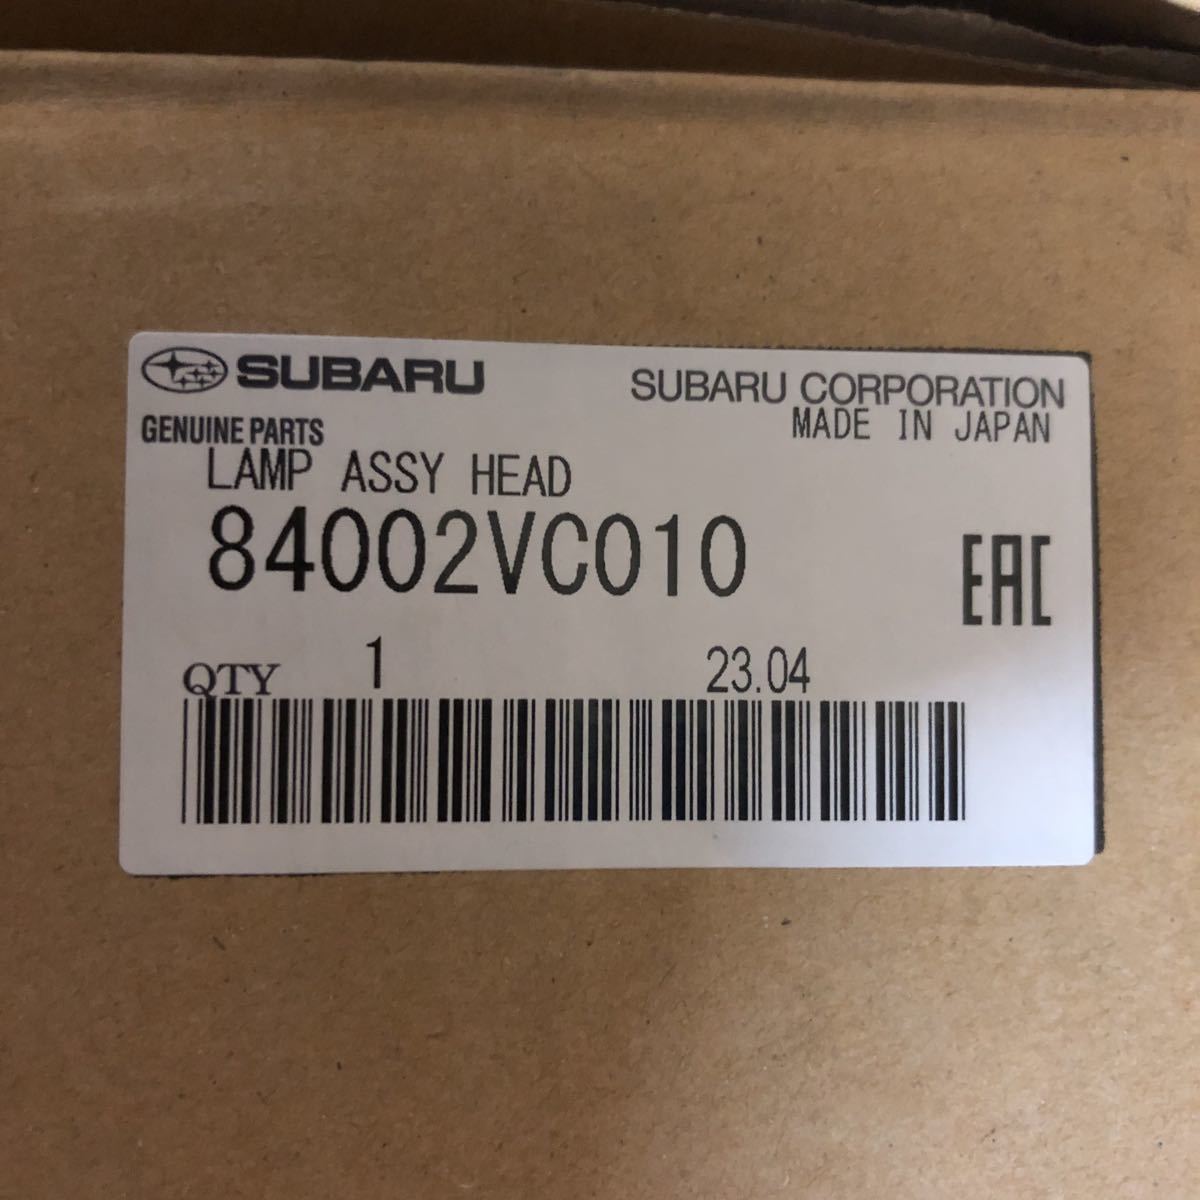 SUBARU
SUBARU CORPORATION
GENUINE PARTS
MADE IN JAPAN
LAMP ASSY HEAD
84002VC010
EAC
QTY 1 23.04